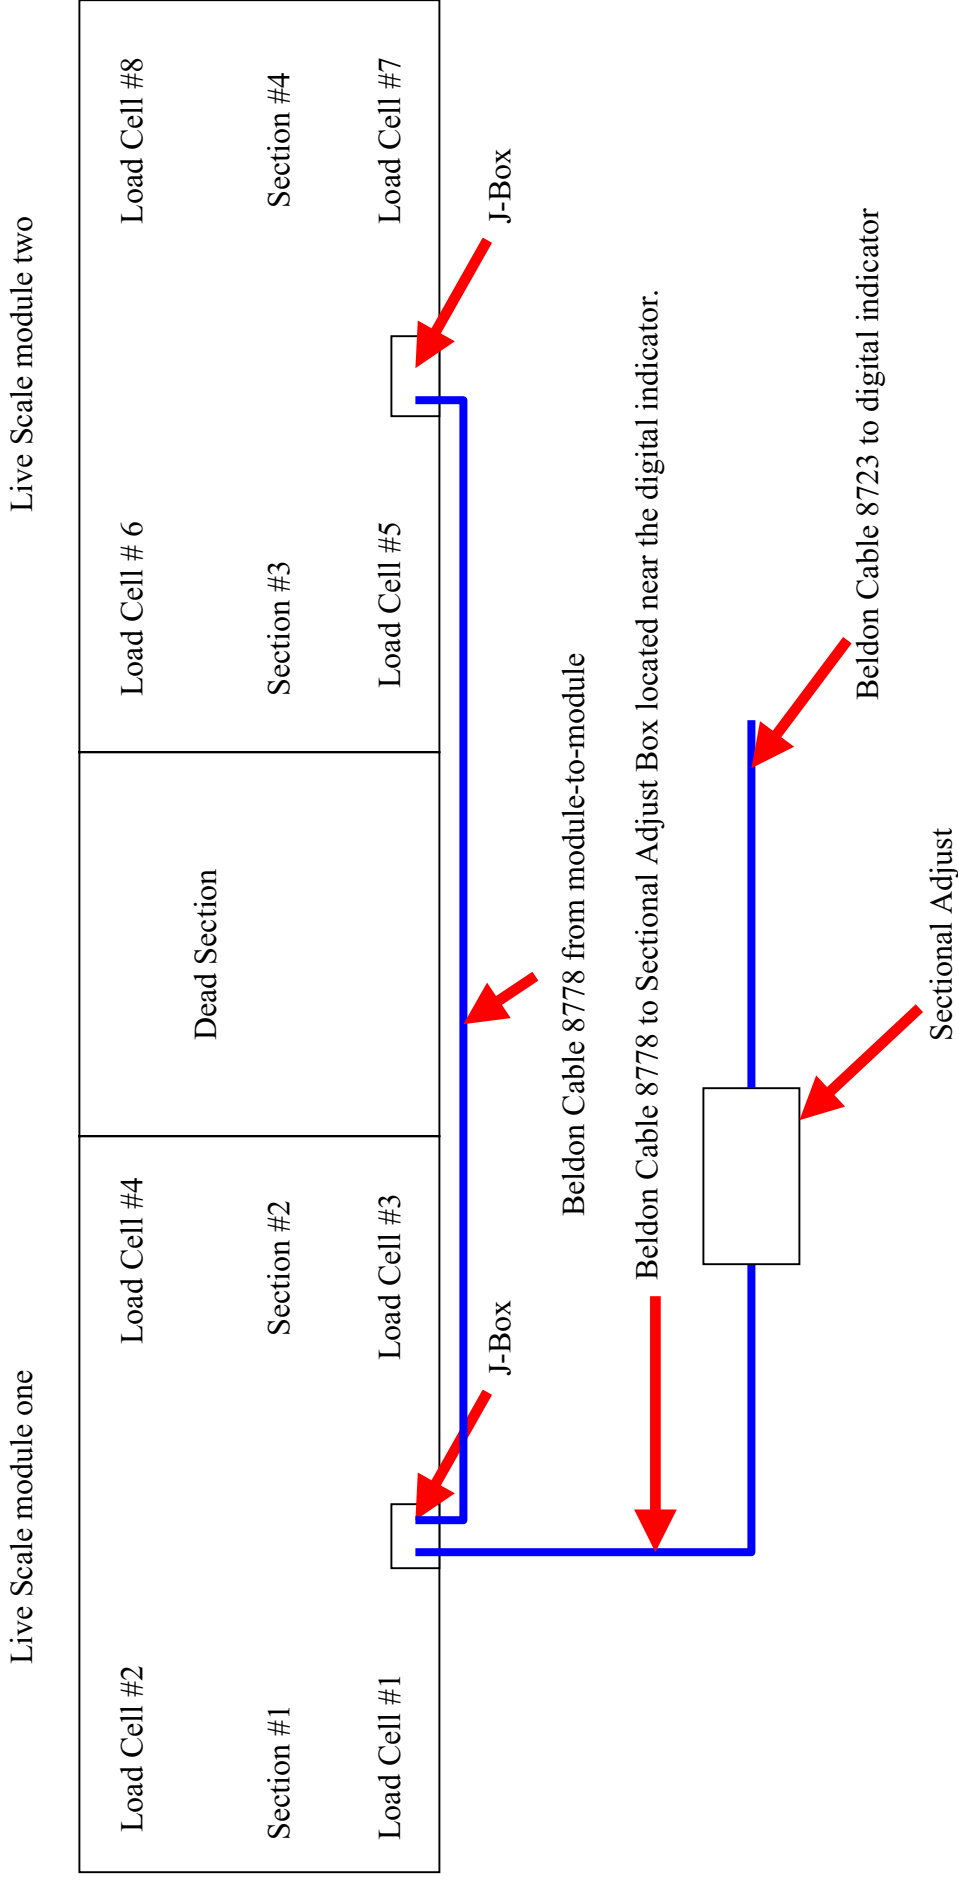 Live Scale module one
Live Scale module two
Load Cell #2
Load Cell #4
Load Cell # 6
Load Cell #8
Dead Section
Section #1
Section #2
Section #3
Section #4
Load Cell #1
Load Cell #3
Load Cell #5
Load Cell #7
J-Box
J-Box
Beldon Cable 8778 from module-to-module
Beldon Cable 8778 to Sectional Adjust Box located near the digital indicator.
Beldon Cable 8723 to digital indicator
Sectional Adjust